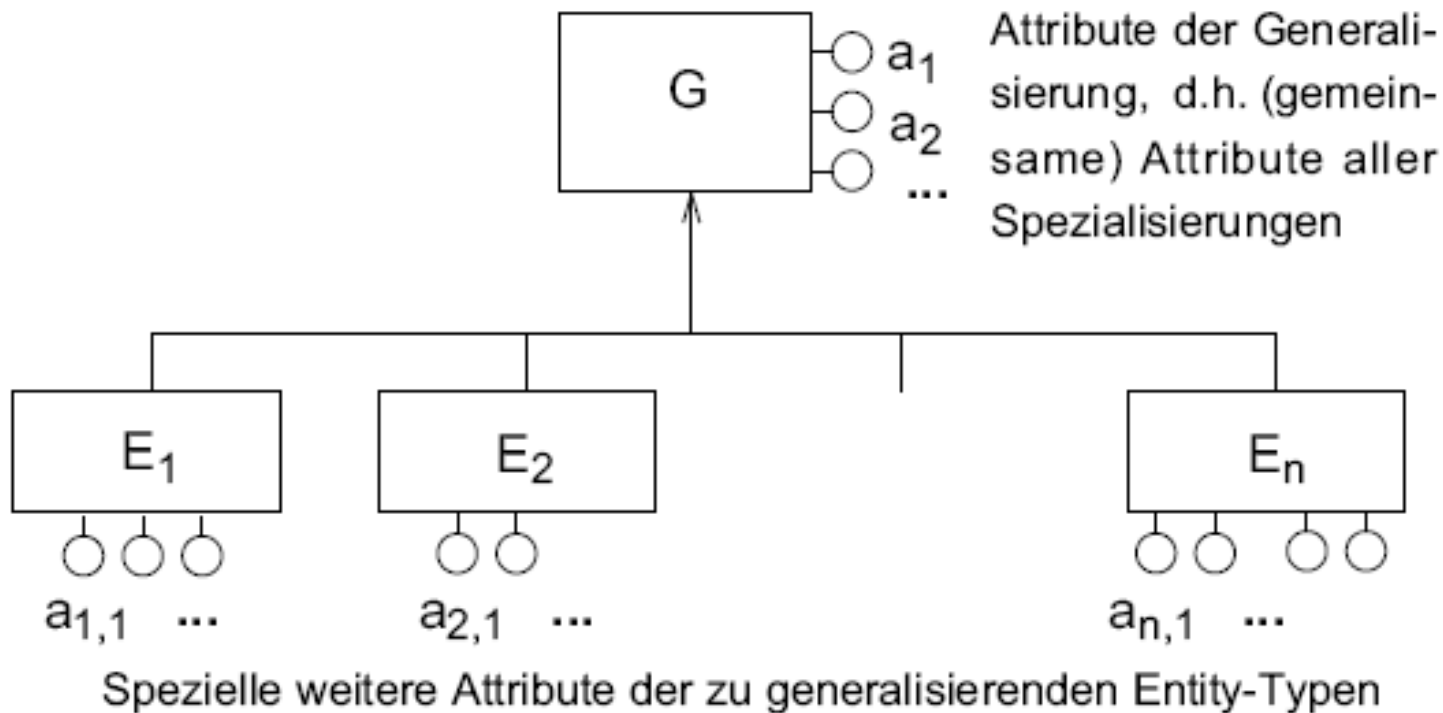 G
a1
a2
...
Attribute der Generali-
sierung, d.h. (gemein-
same) Attribute aller
Spezialisierungen
E1
E2
En
a1,1 ...
a2,1 ...
an,1 ...
Spezielle weitere Attribute der zu generalisierenden Entity-Typen